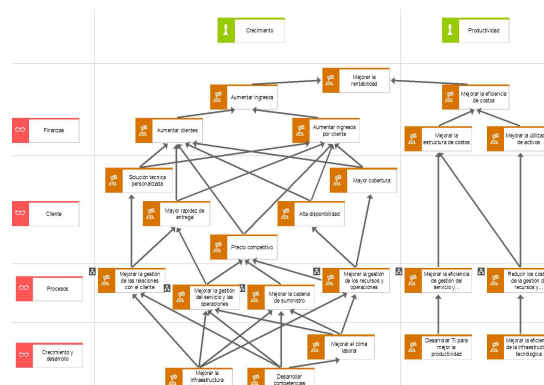 Crecimiento
Productividad
Mejorar la
rentabilidad
Aumentar ingresos
Mejorar la eficiencia
de costos
Finanzas
Aumentar clientes
Aumentar ingresos
por cliente
Mejorar la
estructura de costos
Mejorar la utiliza
de activos
Solución técnica
personalizada
Mayor cobertura
Cliente
Mayor rapidez de
entrega
Alta disponibilidad
Precio competitivo
Procesos
Mejorar la gestión
de las relaciones
con el cliente
Mejorar la gestión
del servicio y las
operaciones
Mejorar la cadena
de suministro
Mejorar la gestión
de los recursos y
operaciones
Mejorar la eficiencia
de gestión del
servicio y...
Reducir los cost
de la gestión d
recursos y...
Crecimiento y
desarrollo
Mejorar el clima
laboral
Desarrollar TI para
mejorar la
productividad
Mejorar la eficien
de la infraestructu
tecnologica
Mejorar la
infraestructura
Desarrollar
competencias